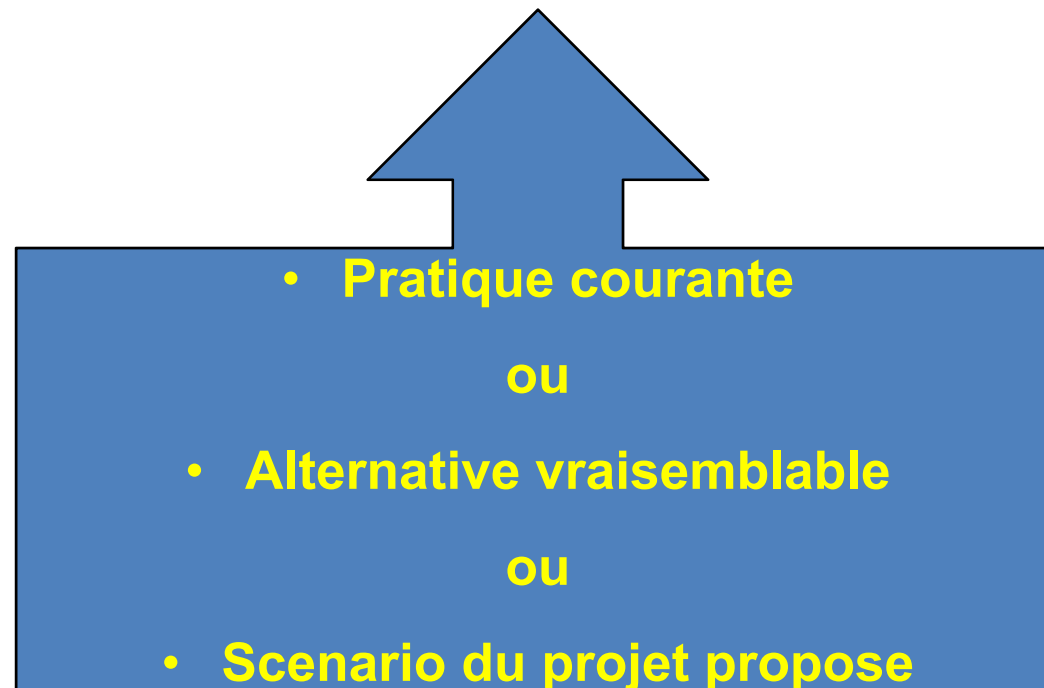 • Pratique courante
ou
• Alternative vraisemblable
ou
• Scenario du projet propose